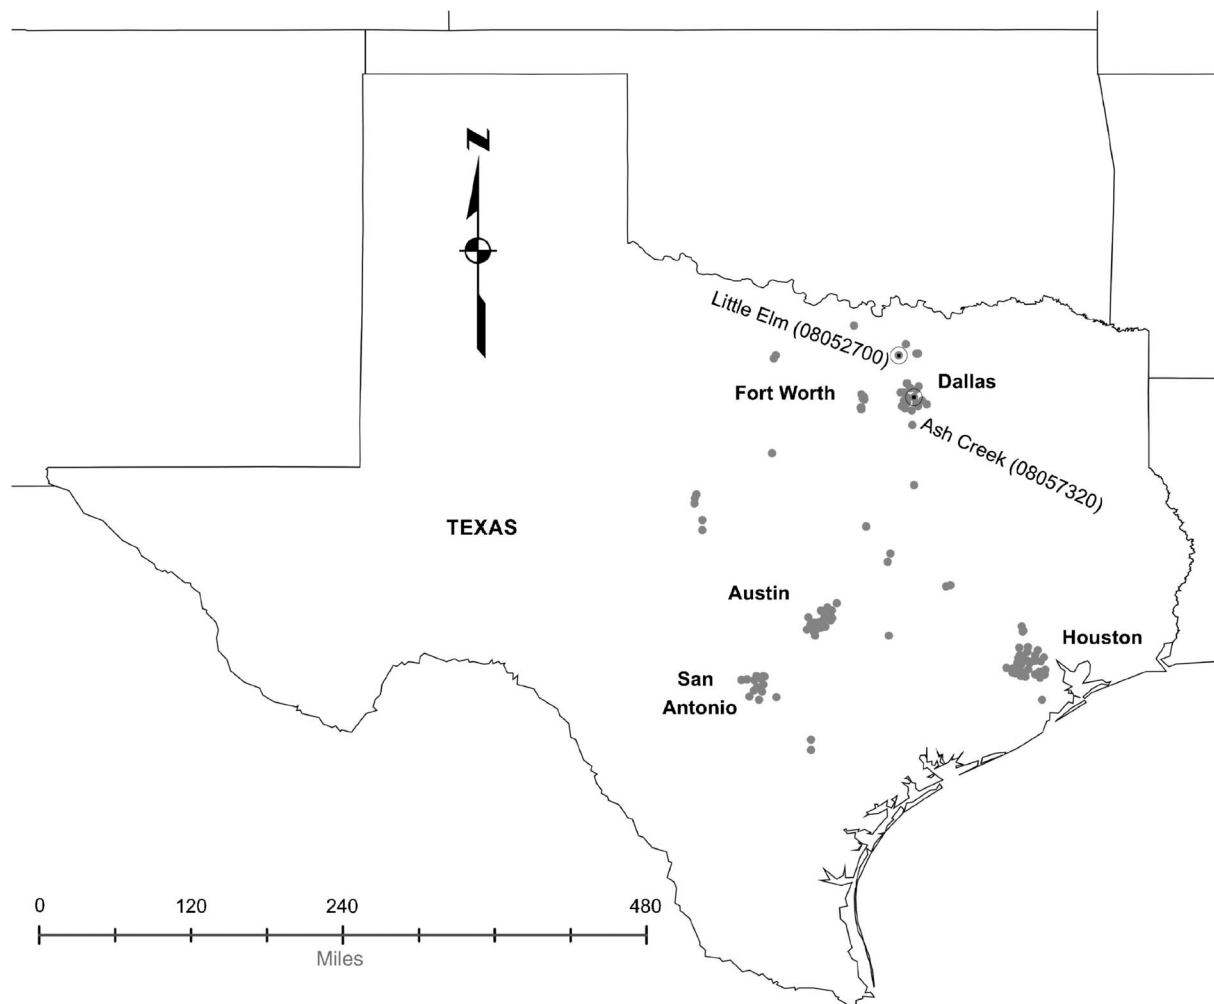 N
Little Elm (08052700)
Dallas
Fort Worth
Ash Creek (08057320)
TEXAS
Austin
Houston
San
Antonio
0 120 240 480
Miles